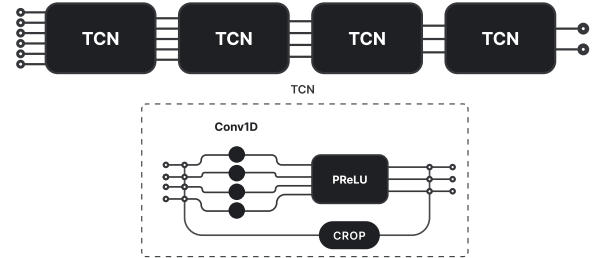 TCN TCN TCN TCN
TCN
Conv1D
PReLU
CROP